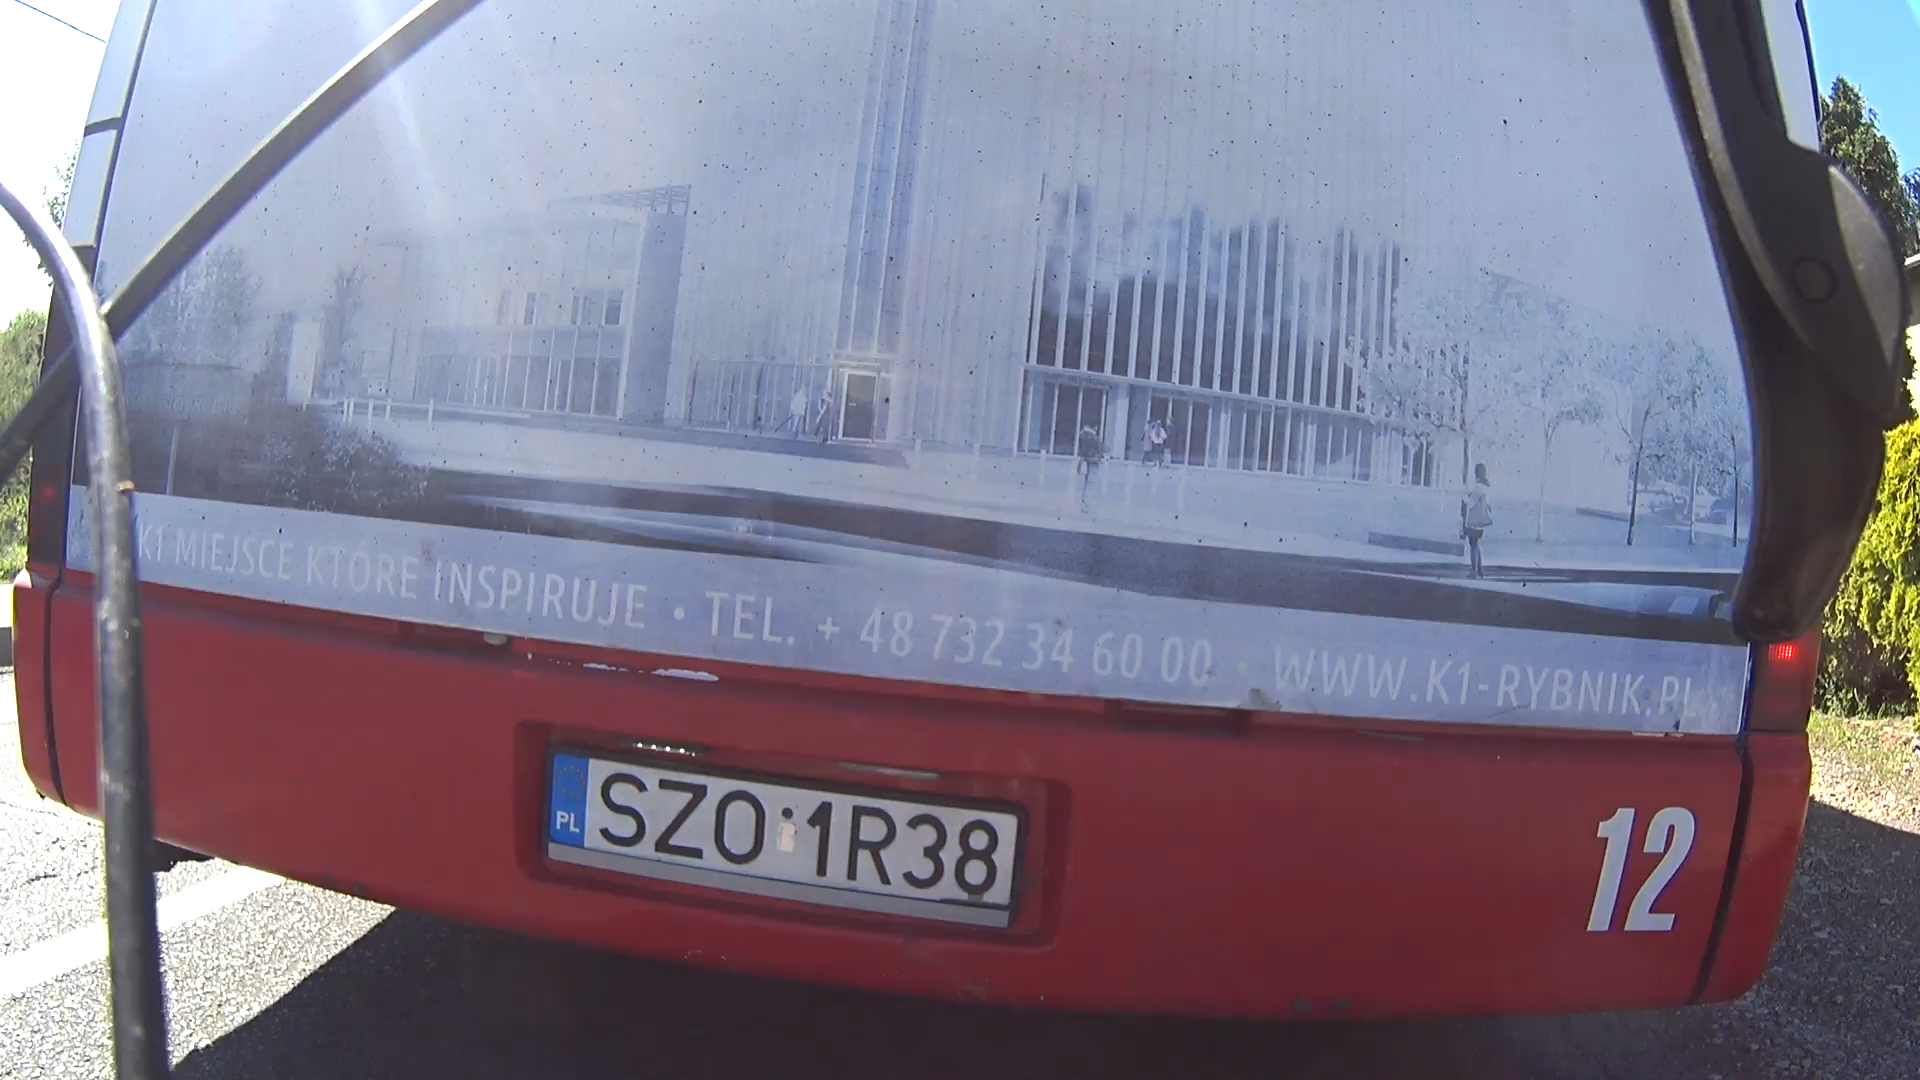 K1 MIEJSCE KTÓRE INSPIRUJE • TEL. + 48 732 34 60 00 • WWW.K1-RYBNIK.PL
PL SZO 1R38
12